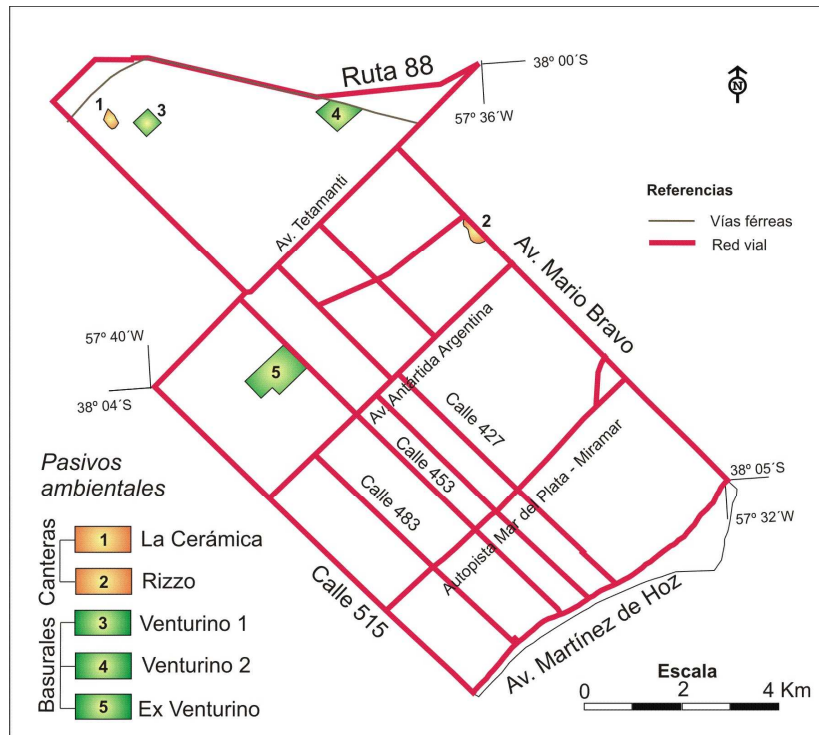 Ruta 88
38º 00´S
57º 36´W
N
1
3
4
2
Av. Tetamanti
Av. Mario Bravo
Referencias
Vías férreas
Red vial
57º 40´W
38º 04´S
5
Av. Antártida Argentina
Calle 427
Calle 453
Calle 483
Autopista Mar del Plata - Miramar
Calle 515
Av. Martínez de Hoz
38º 05´S
57º 32´W
Pasivos
ambientales
Canteras
1 La Cerámica
2 Rizzo
Basurales
3 Venturino 1
4 Venturino 2
5 Ex Venturino
Escala
0 2 4 Km